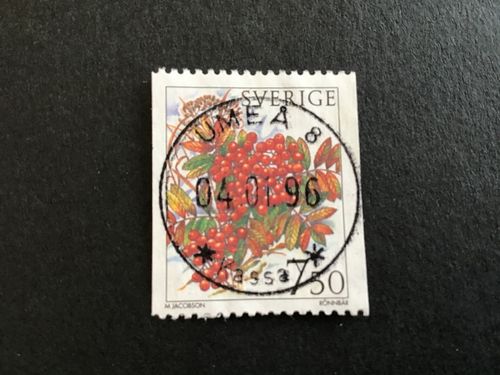 SVERIGE
UMEÅ 8
04.01.96
* Kassa *
7 50
M JACOBSON
RÖNNBÄR